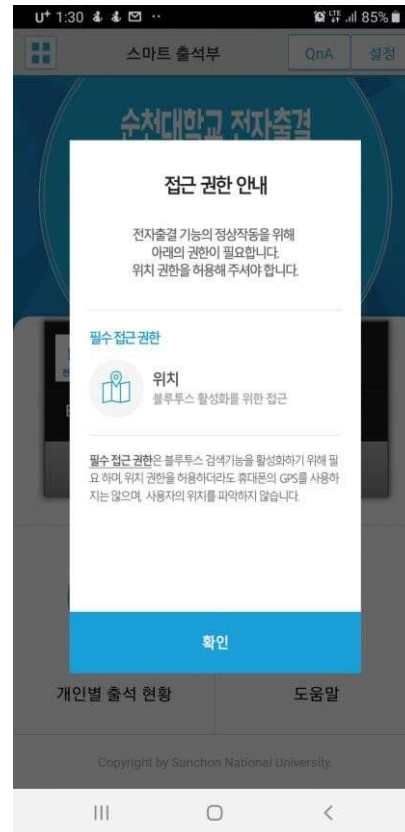 U+ 1:30 85%
스마트 출석부 QnA 설정
순천대학교 전자출결
접근 권한 안내
전자출결 기능의 정상작동을 위해
아래의 권한이 필요합니다.
위치 권한을 허용해 주셔야 합니다.
필수 접근 권한
위치
블루투스 활성화를 위한 접근
필수 접근 권한은 블루투스 검색기능을 활성화하기 위해 필
요 하며, 위치 권한을 허용하더라도 휴대폰의 GPS를 사용하
지는 않으며, 사용자의 위치를 파악하지 않습니다.
확인
개인별 출석 현황 도움말
Copyright by Sunchon National University.